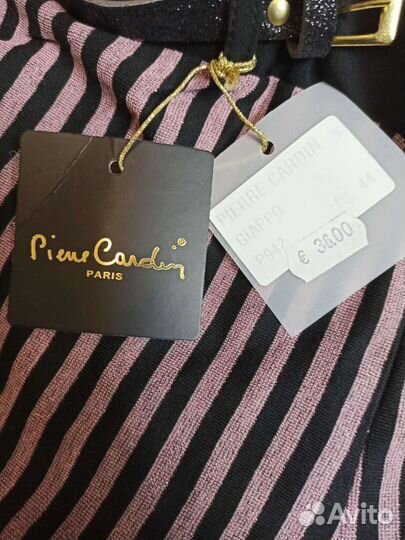 Pierre Cardin®
PARIS
PIERRE CARDIN
GIAPPO
P942 TG 44
€ 36.00
Avito